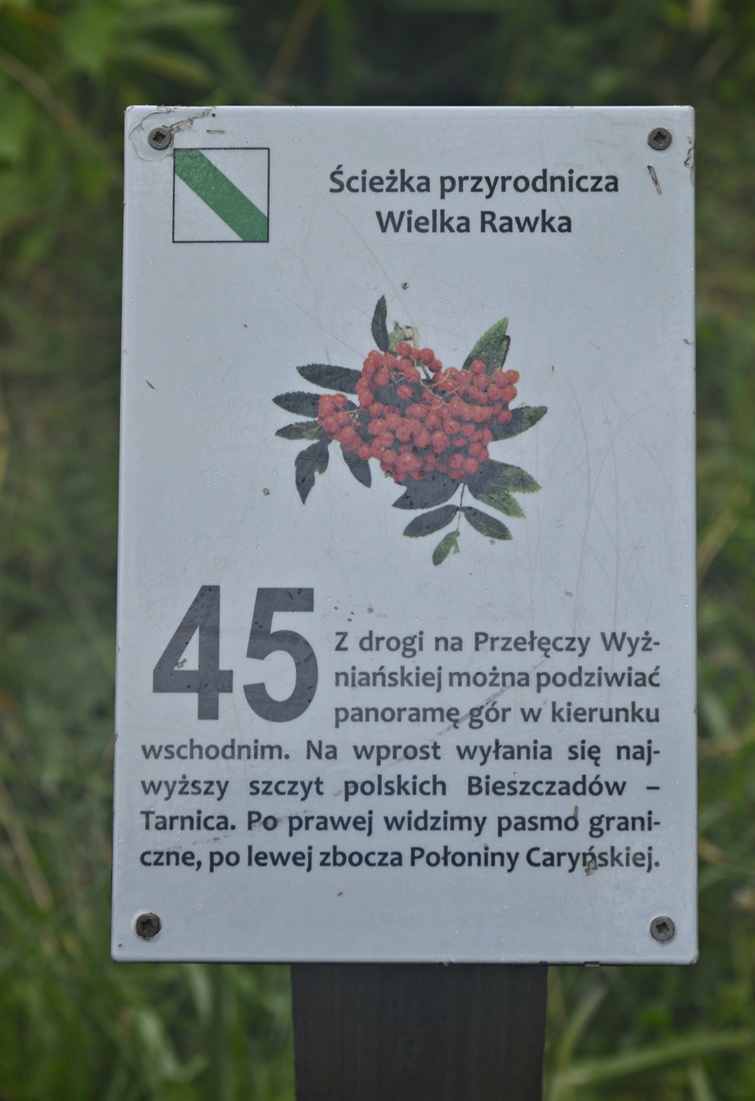 Ścieżka przyrodnicza
Wielka Rawka
45
Z drogi na Przełęczy Wyż-
niańskiej można podziwiać
panoramę gór w kierunku
wschodnim. Na wprost wyłania się naj-
wyższy szczyt polskich Bieszczadów –
Tarnica. Po prawej widzimy pasmo grani-
czne, po lewej zbocza Połoniny Caryńskiej.